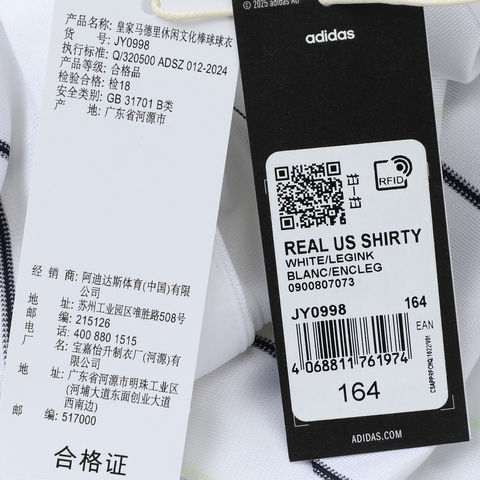 产品名称: 皇家马德里休闲文化棒球球衣
货 号: JY0998
执行标准: Q/320500 ADSZ 012-2024
产品等级: 合格品
检验合格: 检18
安全类别: GB 31701 B类
产 地: 广东省河源市
经 销 商: 阿迪达斯体育(中国)有限
公司
地 址: 苏州工业园区唯胜路508号
邮 编: 215126
电 话: 400 880 1515
厂 名: 宝嘉怡升制衣厂(河源)有
限公司
地 址: 广东省河源市明珠工业区
(河埔大道东面创业大道
西南边)
邮 编: 517000
合格证
© 2025 adidas AG
adidas
RFID
REAL US SHIRTY
WHITE/LEGINK
BLANC/ENCLEG
0900807073
JY0998 164
EAN
4 068811 761974
164
ADIDAS.COM